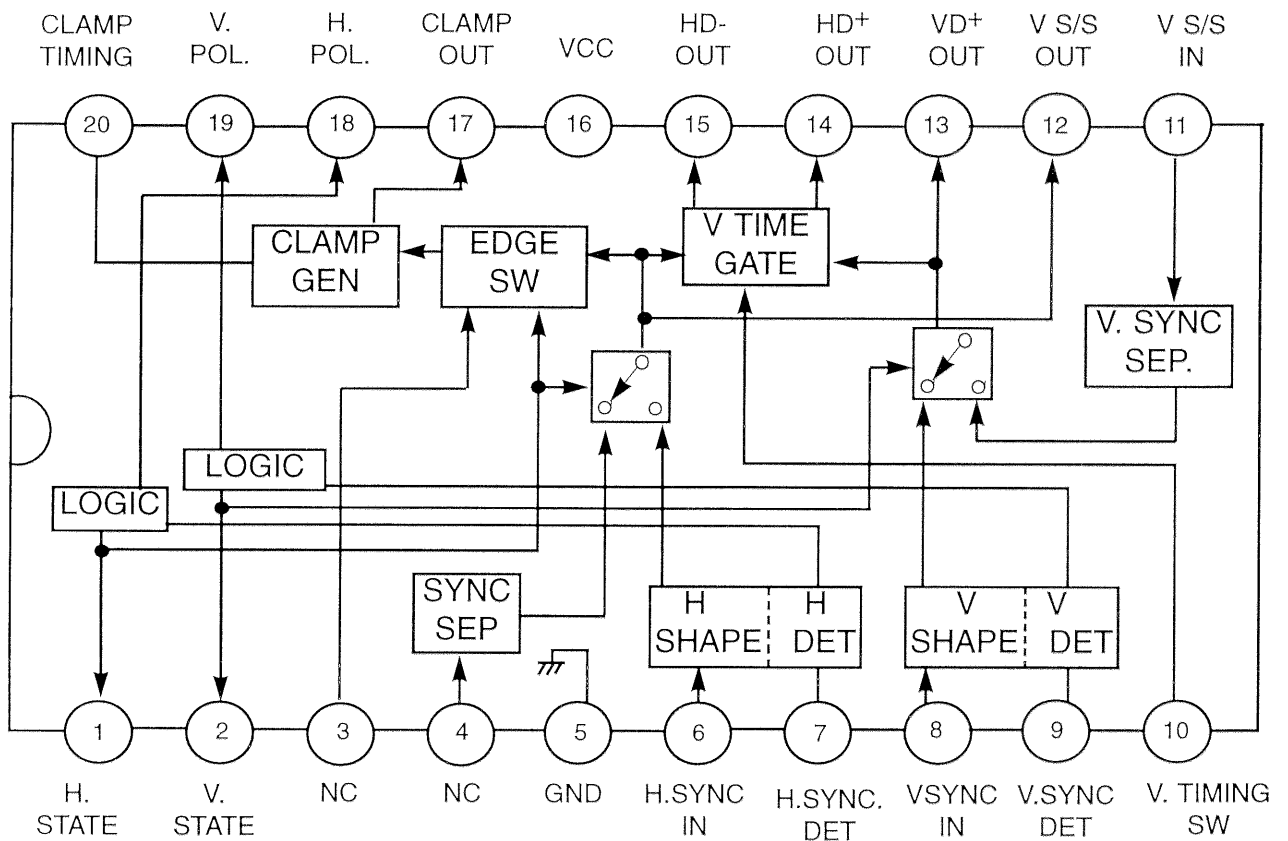 CLAMP
TIMING
V.
POL.
H.
POL.
CLAMP
OUT
VCC
HD-
OUT
HD+
OUT
VD+
OUT
V S/S
OUT
V S/S
IN
20
19
18
17
16
15
14
13
12
11
CLAMP
GEN
EDGE
SW
V TIME
GATE
V. SYNC
SEP.
LOGIC
LOGIC
SYNC
SEP
H
SHAPE
H
DET
V
SHAPE
V
DET
1
2
3
4
5
6
7
8
9
10
H.
STATE
V.
STATE
NC
NC
GND
H.SYNC
IN
H.SYNC.
DET
VSYNC
IN
V.SYNC
DET
V. TIMING
SW